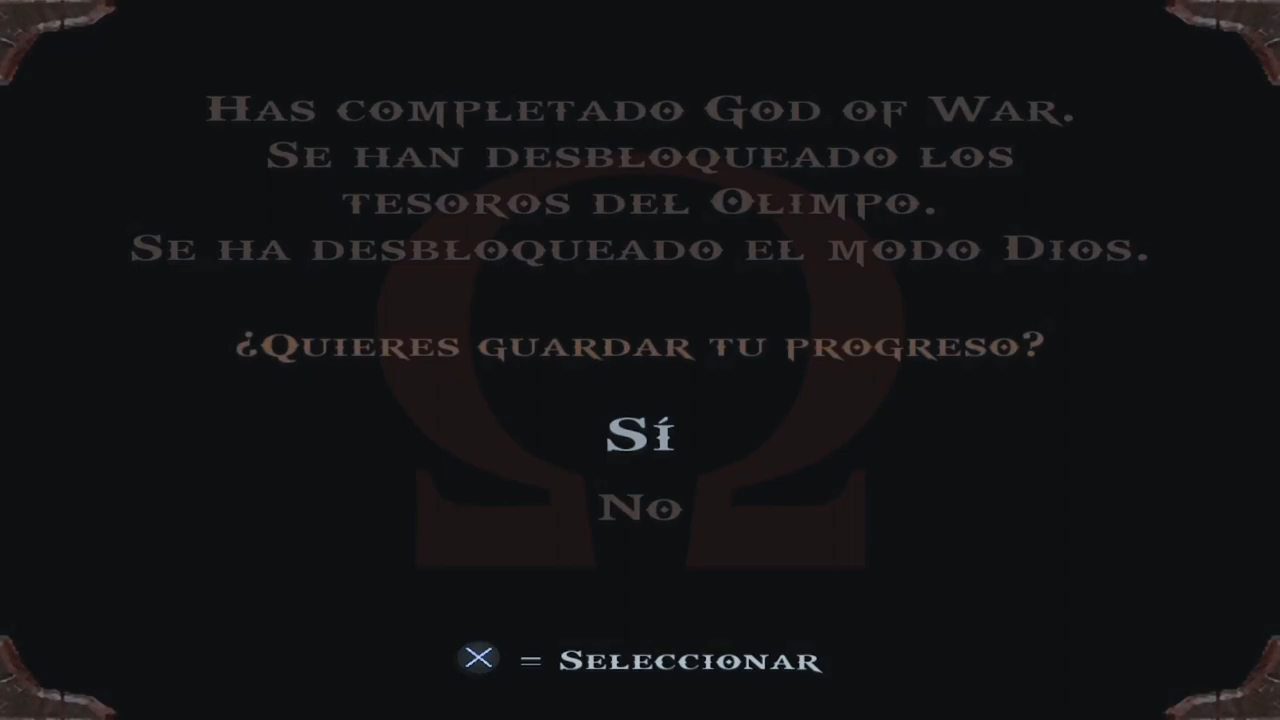 Has completado God of War.
Se han desbloqueado los
tesoros del Olimpo.
Se ha desbloqueado el modo Dios.
¿Quieres guardar tu progreso?
Sí
No
= Seleccionar